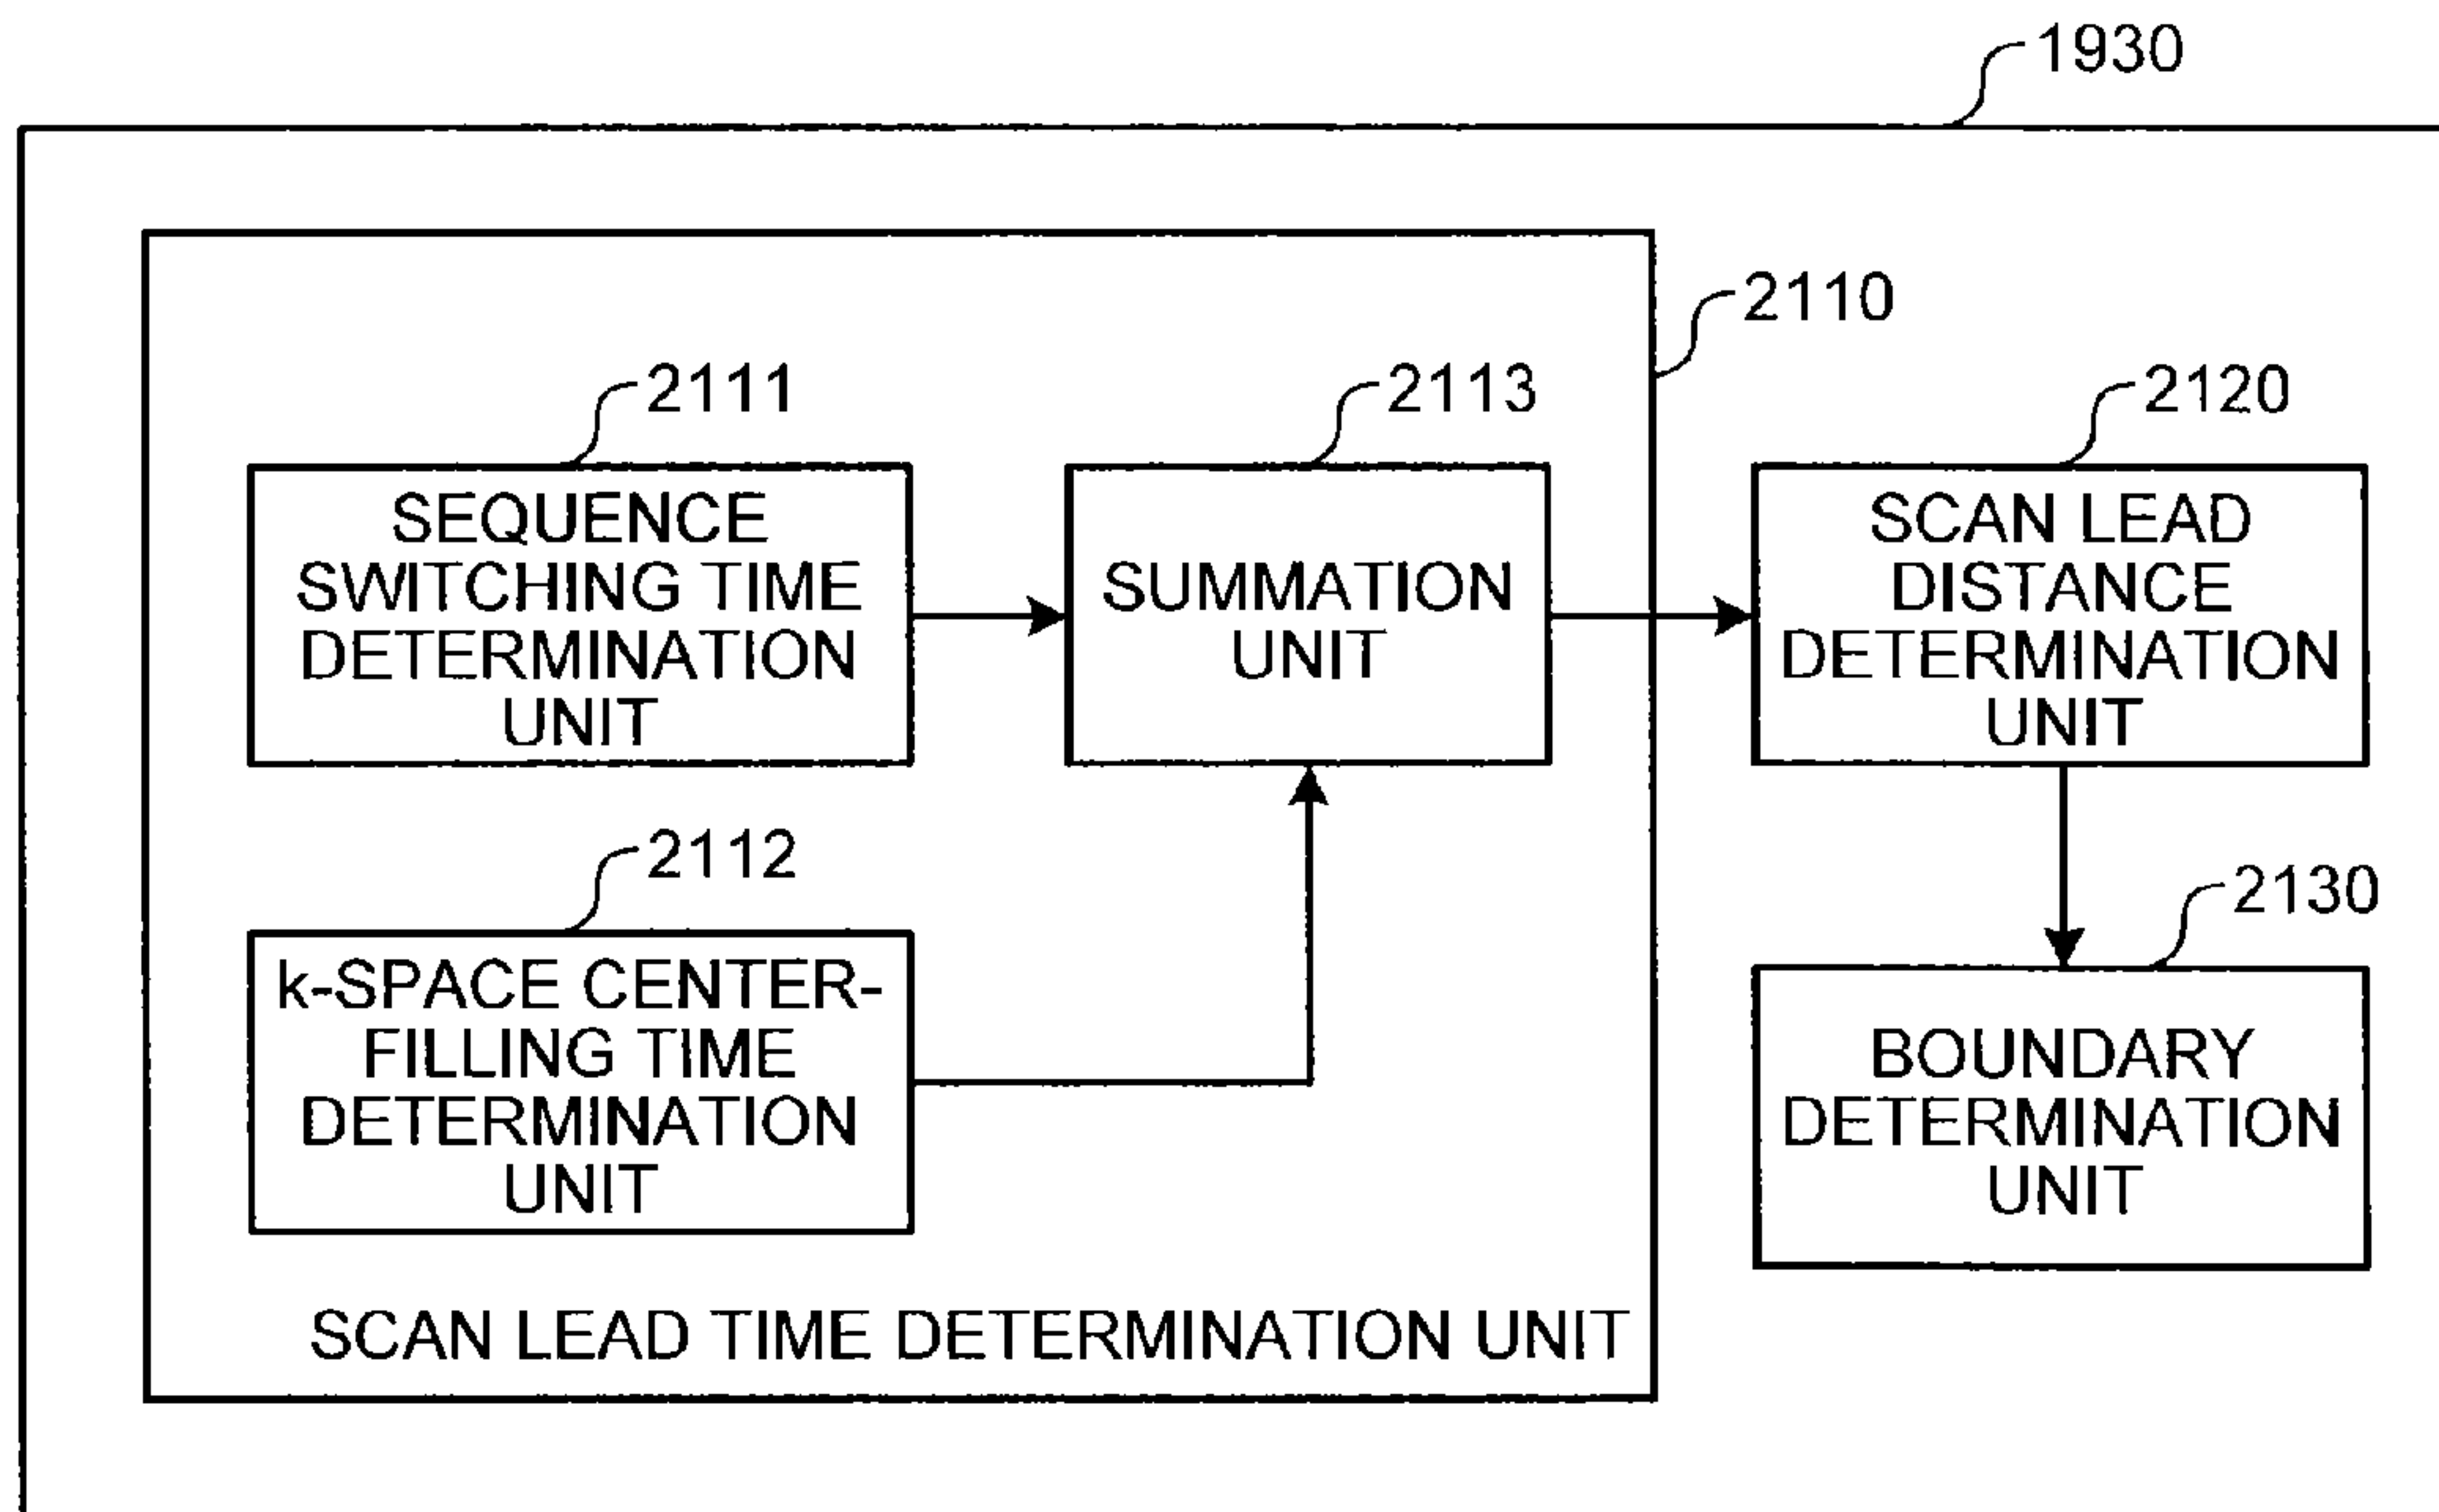 1930
2110
2111
2113
2120
SEQUENCE
SWITCHING TIME
DETERMINATION
UNIT
SUMMATION
UNIT
SCAN LEAD
DISTANCE
DETERMINATION
UNIT
2112
2130
k-SPACE CENTER-
FILLING TIME
DETERMINATION
UNIT
BOUNDARY
DETERMINATION
UNIT
SCAN LEAD TIME DETERMINATION UNIT